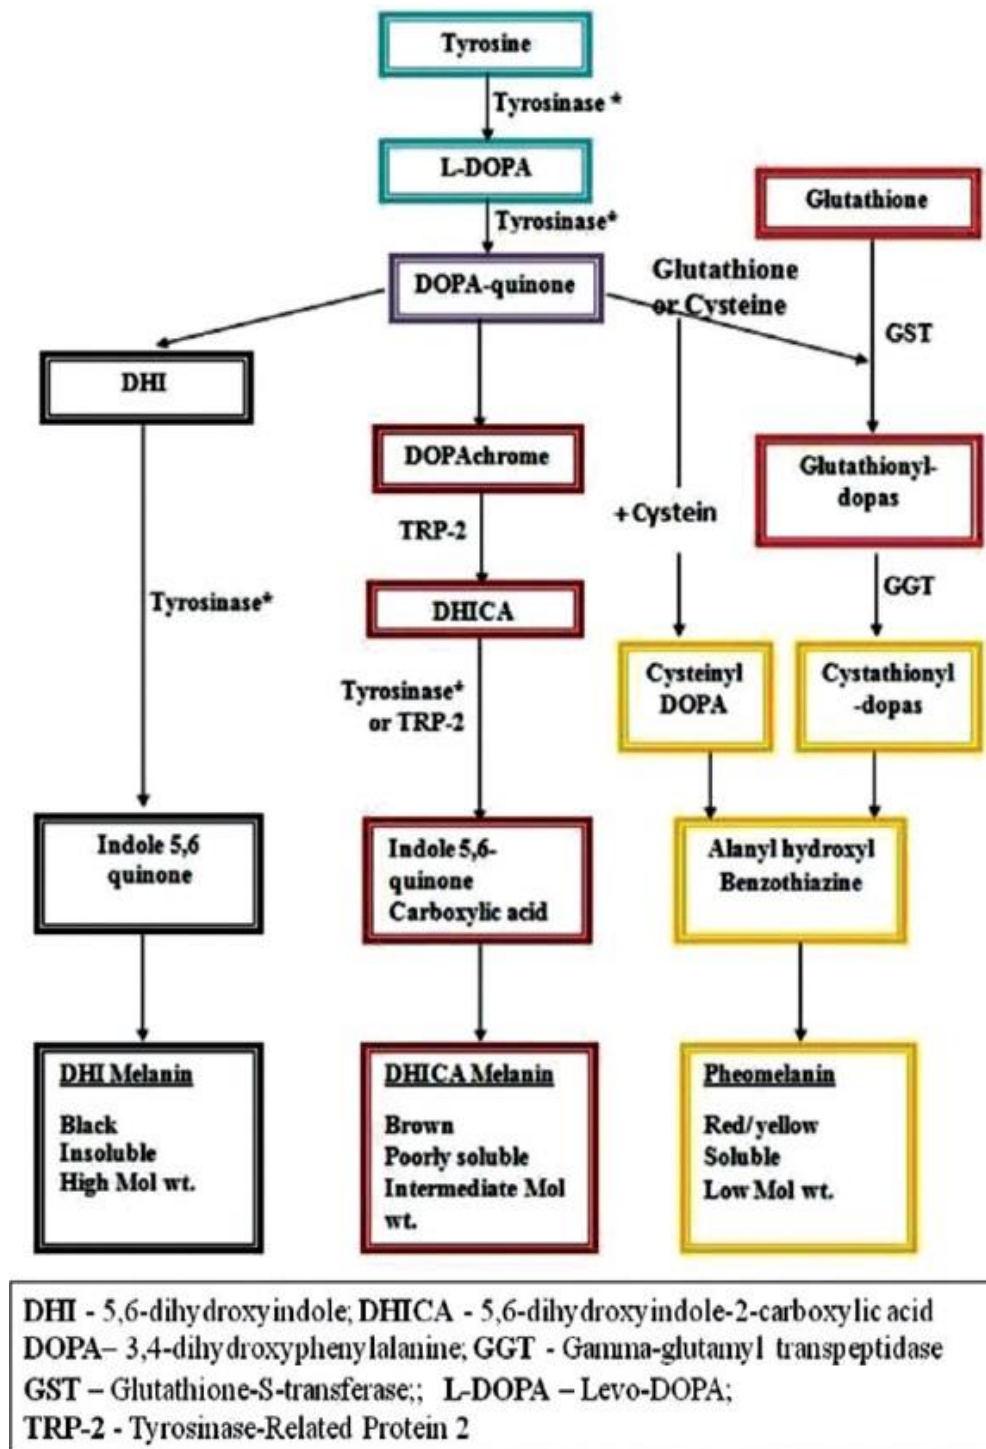 Tyrosine
Tyrosinase *
L-DOPA
Tyrosinase*
Glutathione
DOPA-quinone
Glutathione
or Cysteine
GST
DHI
DOPAchrome
Glutathionyl-
dopas
TRP-2
+Cystein
GGT
DHICA
Tyrosinase*
Cysteinyl
DOPA
Cystathionyl
-dopas
Tyrosinase*
or TRP-2
Indole 5,6
quinone
Indole 5,6-
quinone
Carboxylic acid
Alanyl hydroxyl
Benzothiazine
DHI Melanin
Black
Insoluble
High Mol wt.
DHICA Melanin
Brown
Poorly soluble
Intermediate Mol
wt.
Pheomelanin
Red/yellow
Soluble
Low Mol wt.
DHI - 5,6-dihydroxyindole; DHICA - 5,6-dihydroxyindole-2-carboxylic acid
DOPA– 3,4-dihydroxyphenylalanine; GGT - Gamma-glutamyl transpeptidase
GST – Glutathione-S-transferase;; L-DOPA – Levo-DOPA;
TRP-2 - Tyrosinase-Related Protein 2